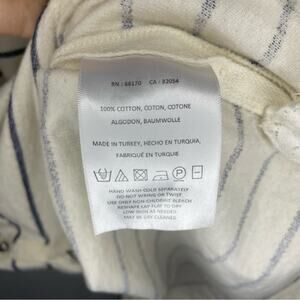 RN : 66170 CA : 32054
100% COTTON, COTON, COTONE
ALGODON, BAUMWOLLE
MADE IN TURKEY, HECHO EN TURQUIA,
FABRIQUÉ EN TURQUIE
HAND WASH COLD SEPARATELY
DO NOT WRING OR TWIST
USE ONLY NON-CHLORINE BLEACH
RESHAPE LAY FLAT TO DRY
LOW IRON AS NEEDED
MAY BE DRY CLEANED